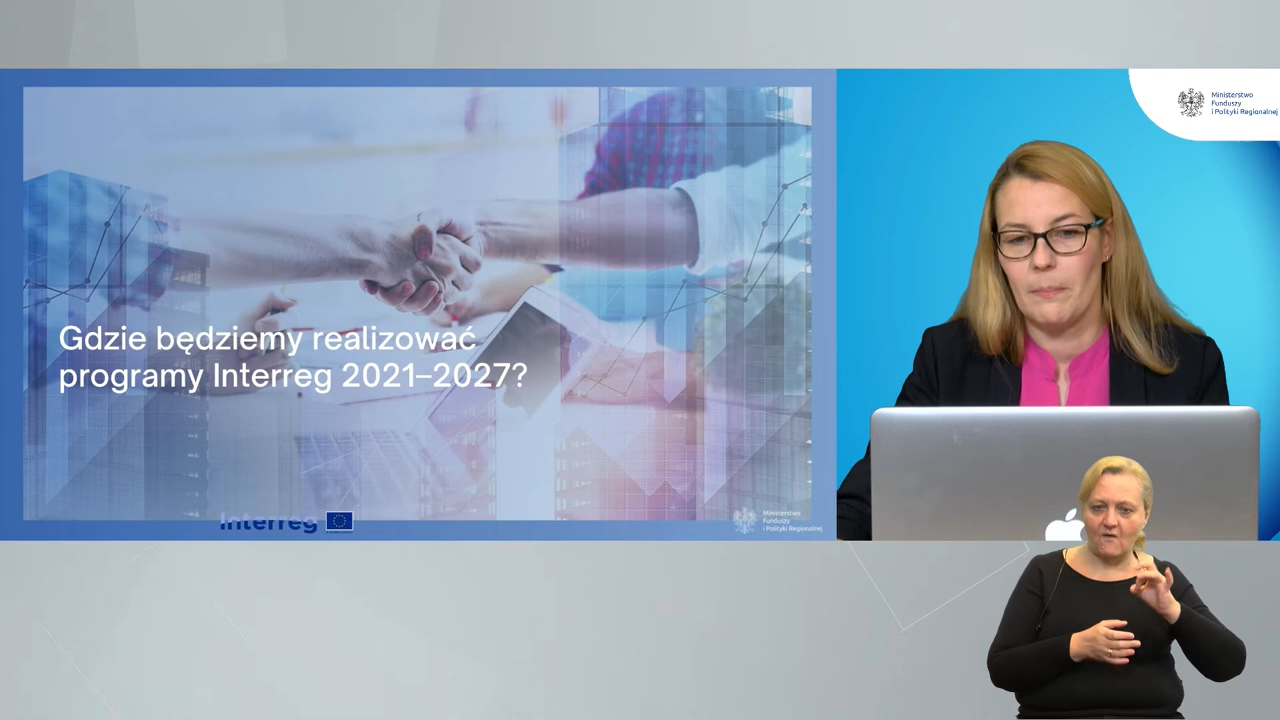 Gdzie będziemy realizować
programy Interreg 2021–2027?
Interreg
Ministerstwo
Funduszy
i Polityki Regionalnej
Ministerstwo
Funduszy
i Polityki Regionalnej